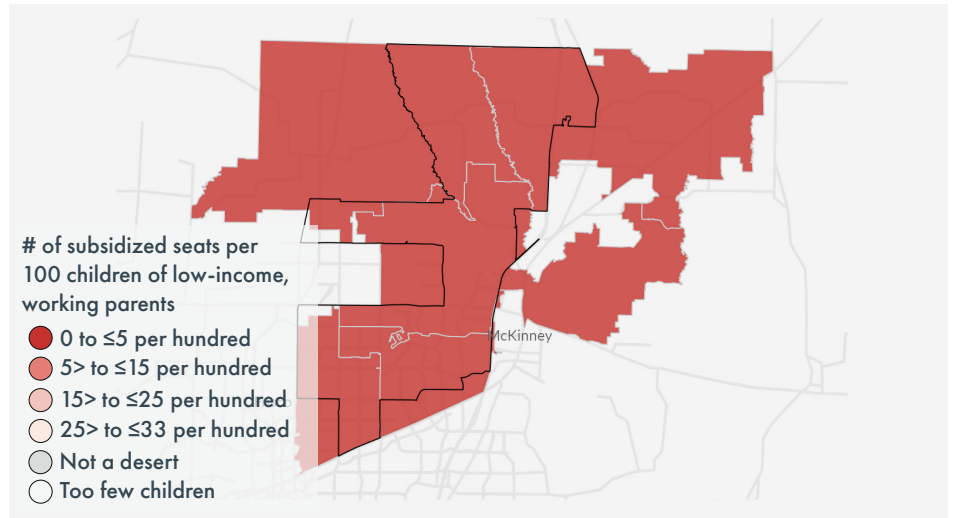 # of subsidized seats per
100 children of low-income,
working parents
0 to ≤5 per hundred
5> to ≤15 per hundred
15> to ≤25 per hundred
25> to ≤33 per hundred
Not a desert
Too few children
McKinney